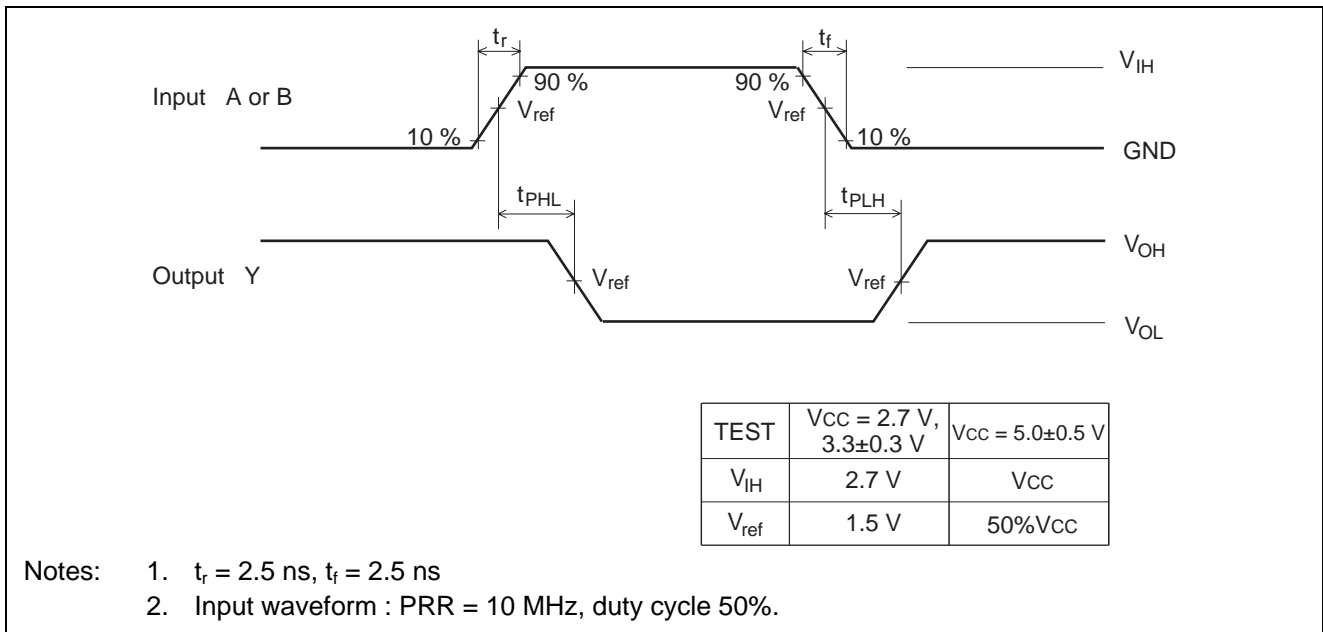 tr tf
VIH
90 % 90 %
Input A or B
Vref Vref
10 % 10 %
GND
tPHL tPLH
VOH
Output Y
Vref Vref
VOL
TEST VCC = 2.7 V, 3.3±0.3 V VCC = 5.0±0.5 V
VIH 2.7 V VCC
Vref 1.5 V 50%VCC
Notes: 1. tr = 2.5 ns, tf = 2.5 ns
2. Input waveform : PRR = 10 MHz, duty cycle 50%.